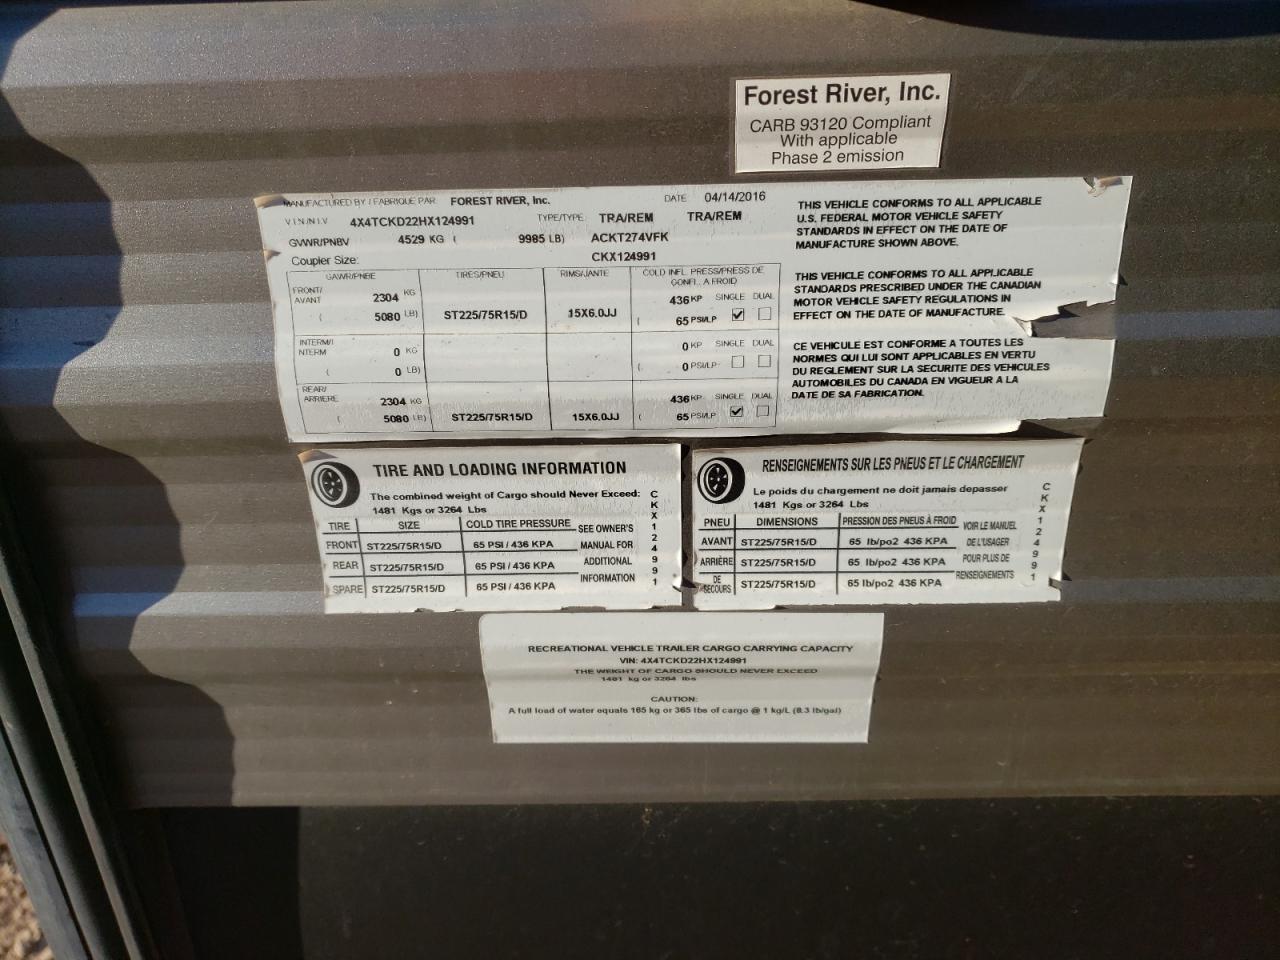 Forest River, Inc.
CARB 93120 Compliant
With applicable
Phase 2 emission
MANUFACTURED BY / FABRIQUE PAR: FOREST RIVER, Inc. DATE 04/14/2016
V.I.N./N.I.V. 4X4TCKD22HX124991 TYPE/TYPE: TRA/REM TRA/REM
GVWR/PNBV 4529 KG ( 9985 LB) ACKT274VFK
Coupler Size: CKX124991
GAWR/PNBE TIRES/PNEU RIMS/JANTE COLD INFL. PRESS/PRESS DE
GONFL. A FROID
FRONT/
AVANT 2304 KG 436 KP SINGLE DUAL
( 5080 LB) ST225/75R15/D 15X6.0JJ ( 65 PSI/LP
INTERM/I
NTERM 0 KG 0 KP SINGLE DUAL
( 0 LB) ( 0 PSI/LP
REAR/
ARRIERE 2304 KG 436 KP SINGLE DUAL
( 5080 LB) ST225/75R15/D 15X6.0JJ ( 65 PSI/LP
THIS VEHICLE CONFORMS TO ALL APPLICABLE
U.S. FEDERAL MOTOR VEHICLE SAFETY
STANDARDS IN EFFECT ON THE DATE OF
MANUFACTURE SHOWN ABOVE.
THIS VEHICLE CONFORMS TO ALL APPLICABLE
STANDARDS PRESCRIBED UNDER THE CANADIAN
MOTOR VEHICLE SAFETY REGULATIONS IN
EFFECT ON THE DATE OF MANUFACTURE.
CE VEHICULE EST CONFORME A TOUTES LES
NORMES QUI LUI SONT APPLICABLES EN VERTU
DU REGLEMENT SUR LA SECURITE DES VEHICULES
AUTOMOBILES DU CANADA EN VIGUEUR A LA
DATE DE SA FABRICATION.
TIRE AND LOADING INFORMATION
The combined weight of Cargo should Never Exceed:
1481 Kgs or 3264 Lbs
TIRE SIZE COLD TIRE PRESSURE SEE OWNER'S
FRONT ST225/75R15/D 65 PSI / 436 KPA MANUAL FOR
REAR ST225/75R15/D 65 PSI / 436 KPA ADDITIONAL
SPARE ST225/75R15/D 65 PSI / 436 KPA INFORMATION
CKX124991
RENSEIGNEMENTS SUR LES PNEUS ET LE CHARGEMENT
Le poids du chargement ne doit jamais depasser
1481 Kgs or 3264 Lbs
PNEU DIMENSIONS PRESSION DES PNEUS À FROID VOIR LE MANUEL
AVANT ST225/75R15/D 65 lb/po2 436 KPA DE L'USAGER
ARRIÈRE ST225/75R15/D 65 lb/po2 436 KPA POUR PLUS DE
DE SECOURS ST225/75R15/D 65 lb/po2 436 KPA RENSEIGNEMENTS
CKX124991
RECREATIONAL VEHICLE TRAILER CARGO CARRYING CAPACITY
VIN: 4X4TCKD22HX124991
THE WEIGHT OF CARGO SHOULD NEVER EXCEED
1481 kg or 3264 lbs
CAUTION:
A full load of water equals 165 kg or 365 lbs of cargo @ 1 kg/L (8.3 lb/gal)